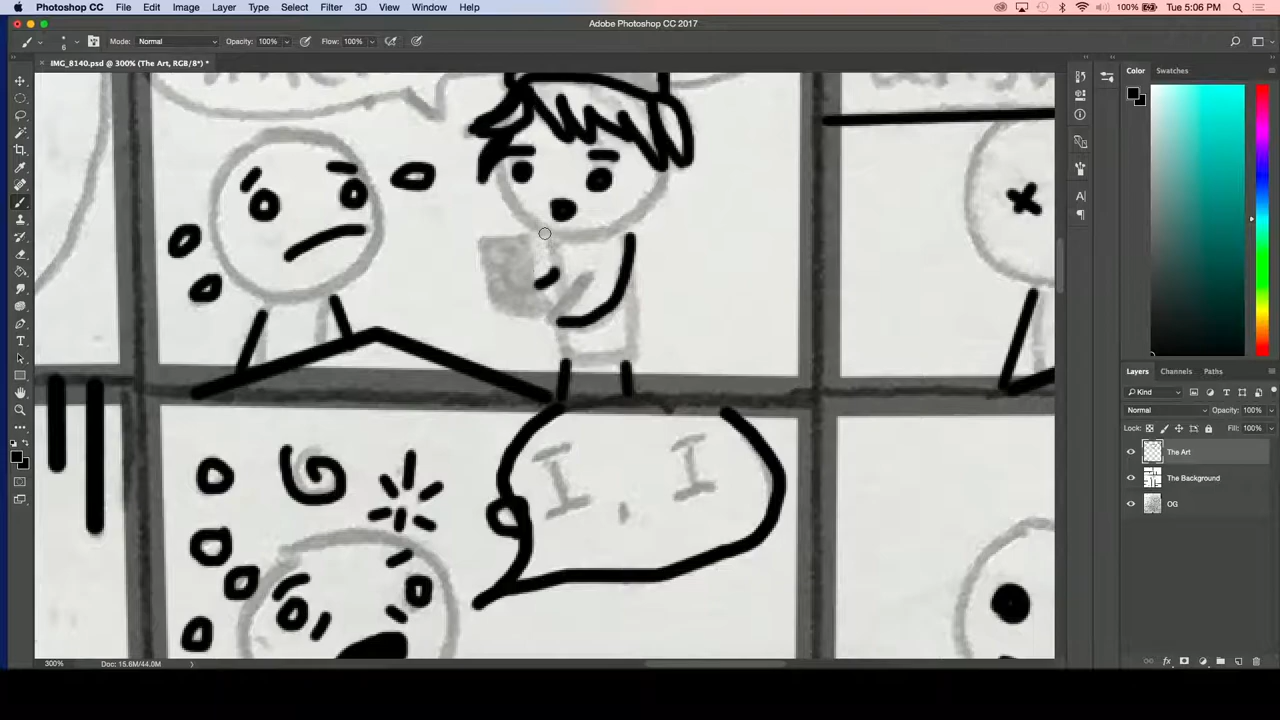 Photoshop CC File Edit Image Layer Type Select Filter 3D View Window Help 100% Tue 5:06 PM
Adobe Photoshop CC 2017
6 Mode: Normal Opacity: 100% Flow: 100%
× IMG_8140.psd @ 300% (The Art, RGB/8*) *
Color Swatches
I, I
Layers Channels Paths
Kind
Normal Opacity: 100%
Lock: Fill: 100%
The Art
The Background
OG
300% Doc: 15.6M/44.0M